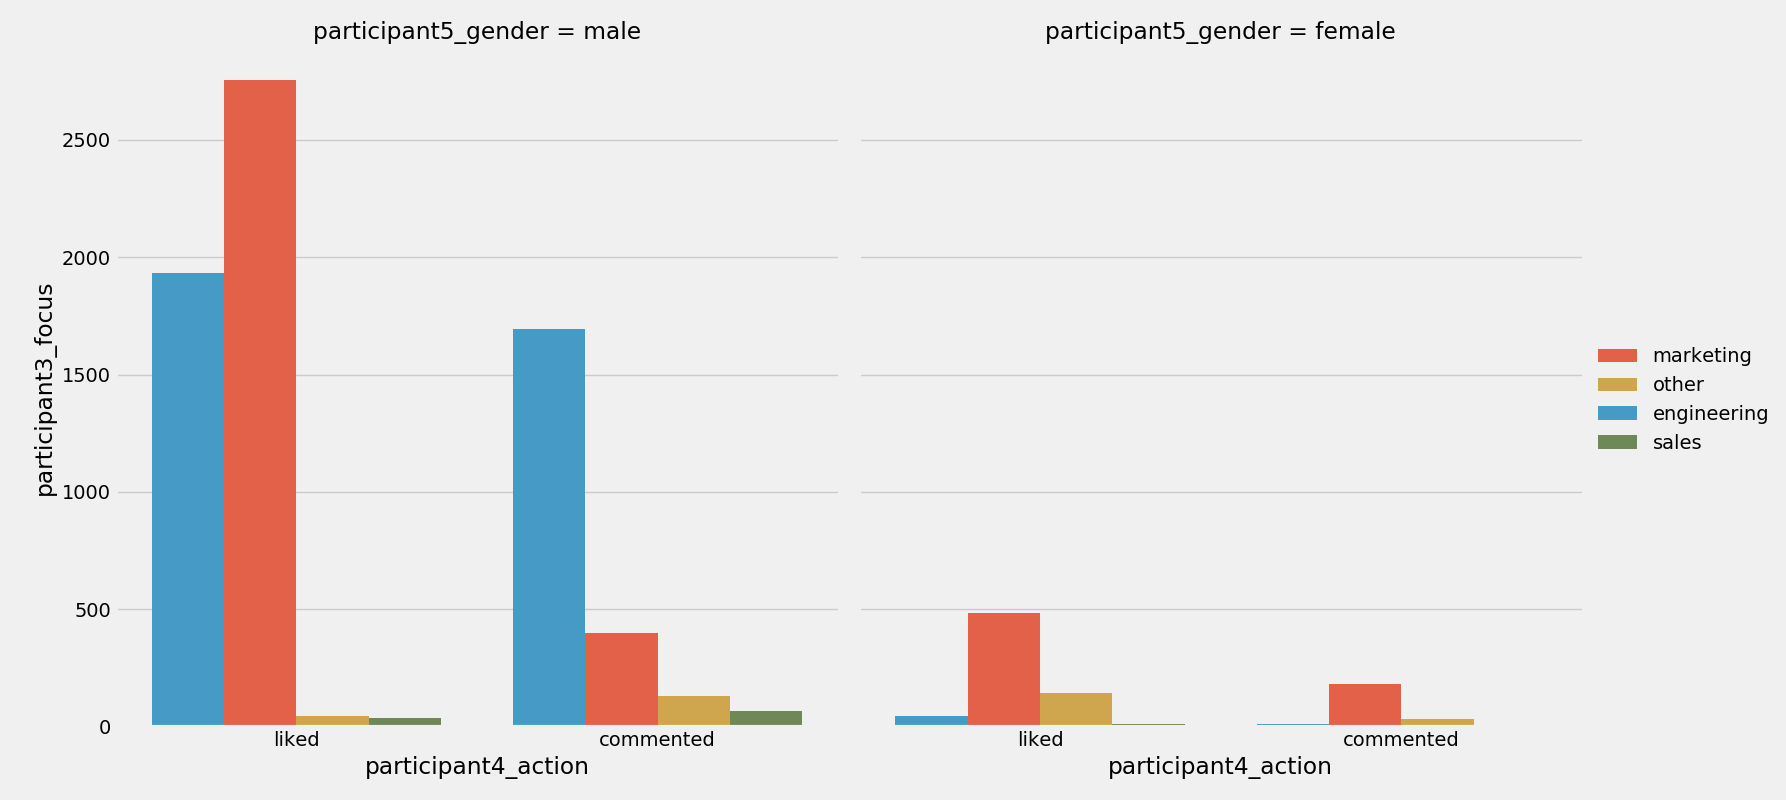 participant5_gender = male
participant5_gender = female
participant3_focus
2500
2000
1500
1000
500
0
liked
commented
liked
commented
participant4_action
participant4_action
marketing
other
engineering
sales